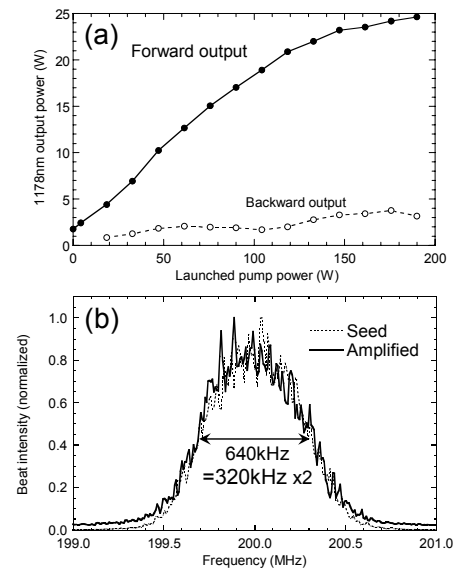 (a)
Forward output
Backward output
1178nm output power (W)
25
20
15
10
5
0
0 50 100 150 200
Launched pump power (W)
(b)
Seed
Amplified
640kHz
=320kHz x2
Beat Intensity (normalized)
1.0
0.8
0.6
0.4
0.2
0.0
199.0 199.5 200.0 200.5 201.0
Frequency (MHz)